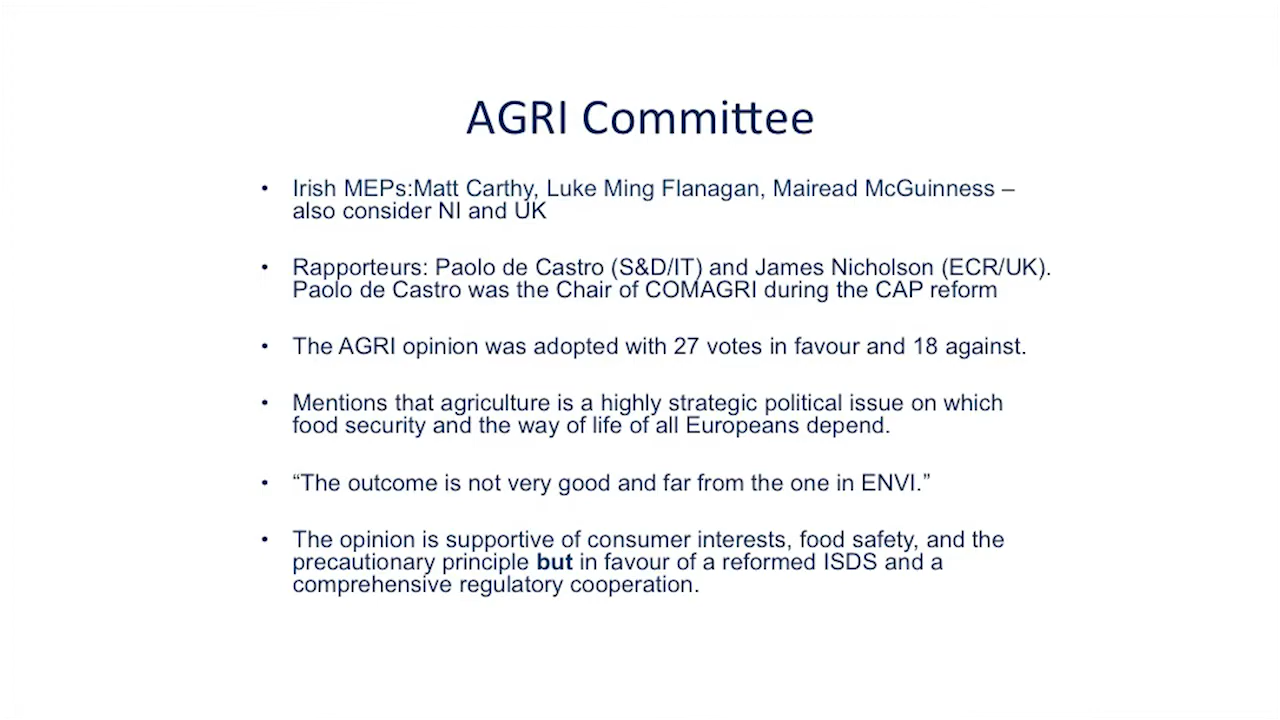 AGRI Committee
• Irish MEPs:Matt Carthy, Luke Ming Flanagan, Mairead McGuinness –
also consider NI and UK
• Rapporteurs: Paolo de Castro (S&D/IT) and James Nicholson (ECR/UK).
Paolo de Castro was the Chair of COMAGRI during the CAP reform
• The AGRI opinion was adopted with 27 votes in favour and 18 against.
• Mentions that agriculture is a highly strategic political issue on which
food security and the way of life of all Europeans depend.
• “The outcome is not very good and far from the one in ENVI.”
• The opinion is supportive of consumer interests, food safety, and the
precautionary principle but in favour of a reformed ISDS and a
comprehensive regulatory cooperation.